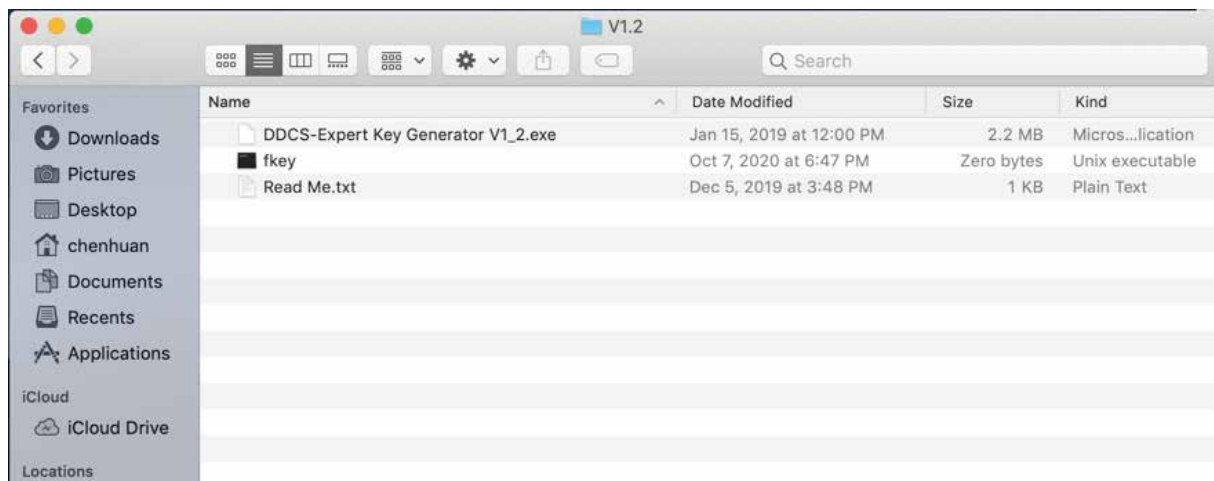 V1.2
Search
Favorites
Downloads
Pictures
Desktop
chenhuan
Documents
Recents
Applications
iCloud
iCloud Drive
Locations
Name Date Modified Size Kind
DDCS-Expert Key Generator V1_2.exe Jan 15, 2019 at 12:00 PM 2.2 MB Micros...lication
fkey Oct 7, 2020 at 6:47 PM Zero bytes Unix executable
Read Me.txt Dec 5, 2019 at 3:48 PM 1 KB Plain Text